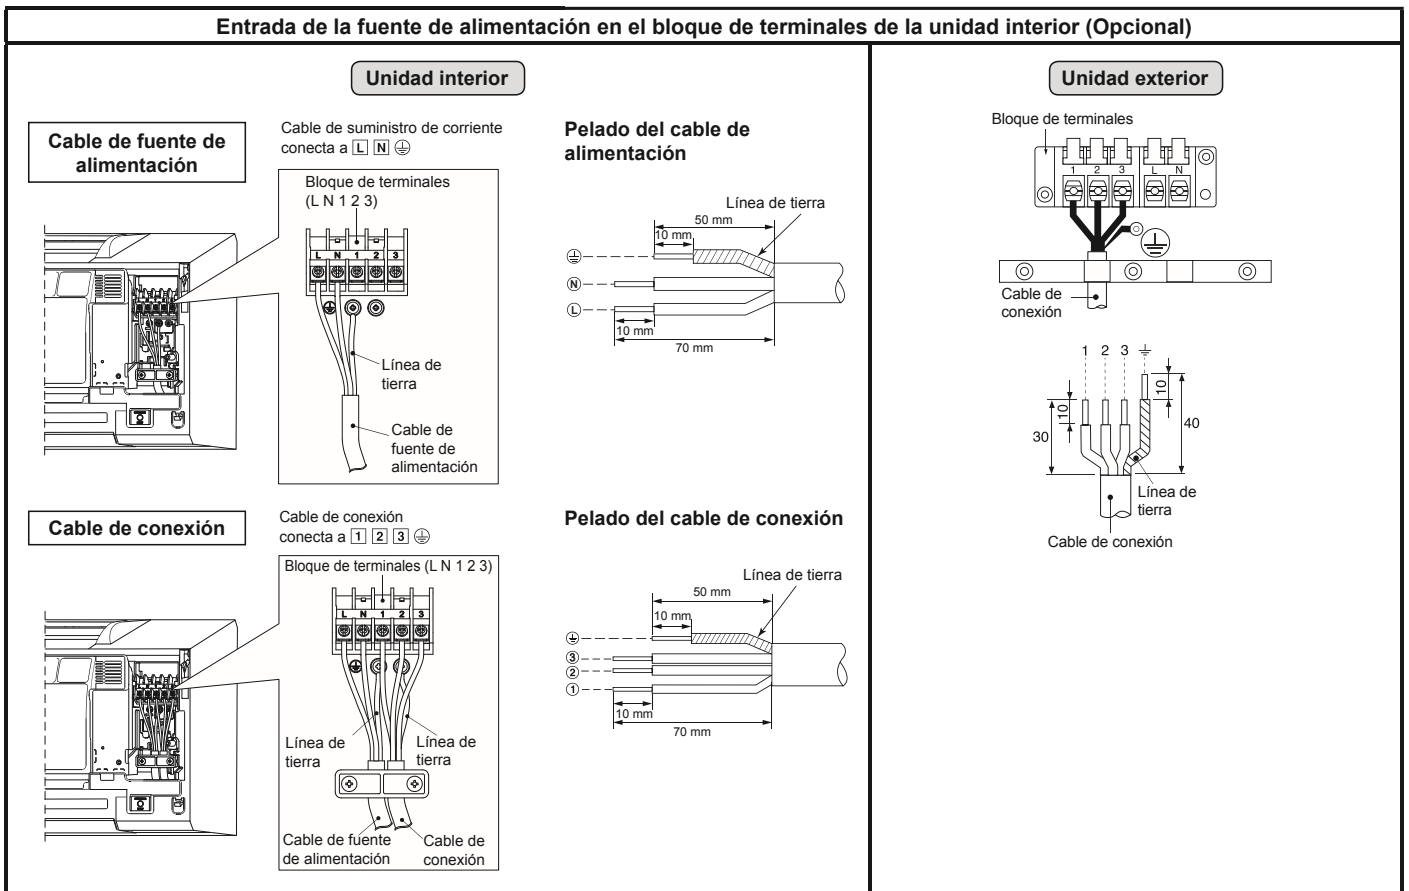 Entrada de la fuente de alimentación en el bloque de terminales de la unidad interior (Opcional)
Unidad interior
Cable de fuente de
alimentación
Cable de suministro de corriente
conecta a L N
Bloque de terminales
(L N 1 2 3)
L N 1 2 3
Línea de
tierra
Cable de
fuente de
alimentación
Pelado del cable de
alimentación
Línea de tierra
50 mm
10 mm
N
L
10 mm
70 mm
Cable de conexión
Cable de conexión
conecta a 1 2 3
Bloque de terminales (L N 1 2 3)
L N 1 2 3
Línea de
tierra
Línea de
tierra
Cable de fuente
de alimentación
Cable de
conexión
Pelado del cable de conexión
Línea de tierra
50 mm
10 mm
3
2
1
10 mm
70 mm
Unidad exterior
Bloque de terminales
1 2 3 L N
Cable de
conexión
1 2 3
10
10
30
40
Línea de
tierra
Cable de conexión